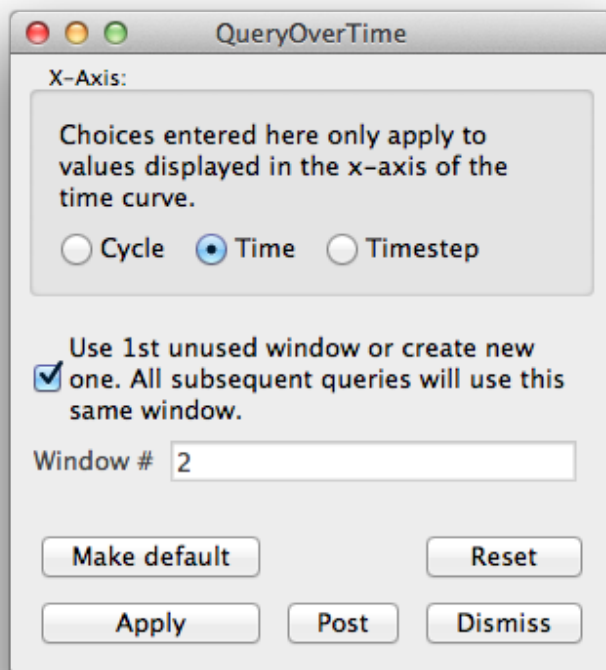 QueryOverTime
X-Axis:
Choices entered here only apply to
values displayed in the x-axis of the
time curve.
Cycle Time Timestep
Use 1st unused window or create new
one. All subsequent queries will use this
same window.
Window # 2
Make default Reset
Apply Post Dismiss